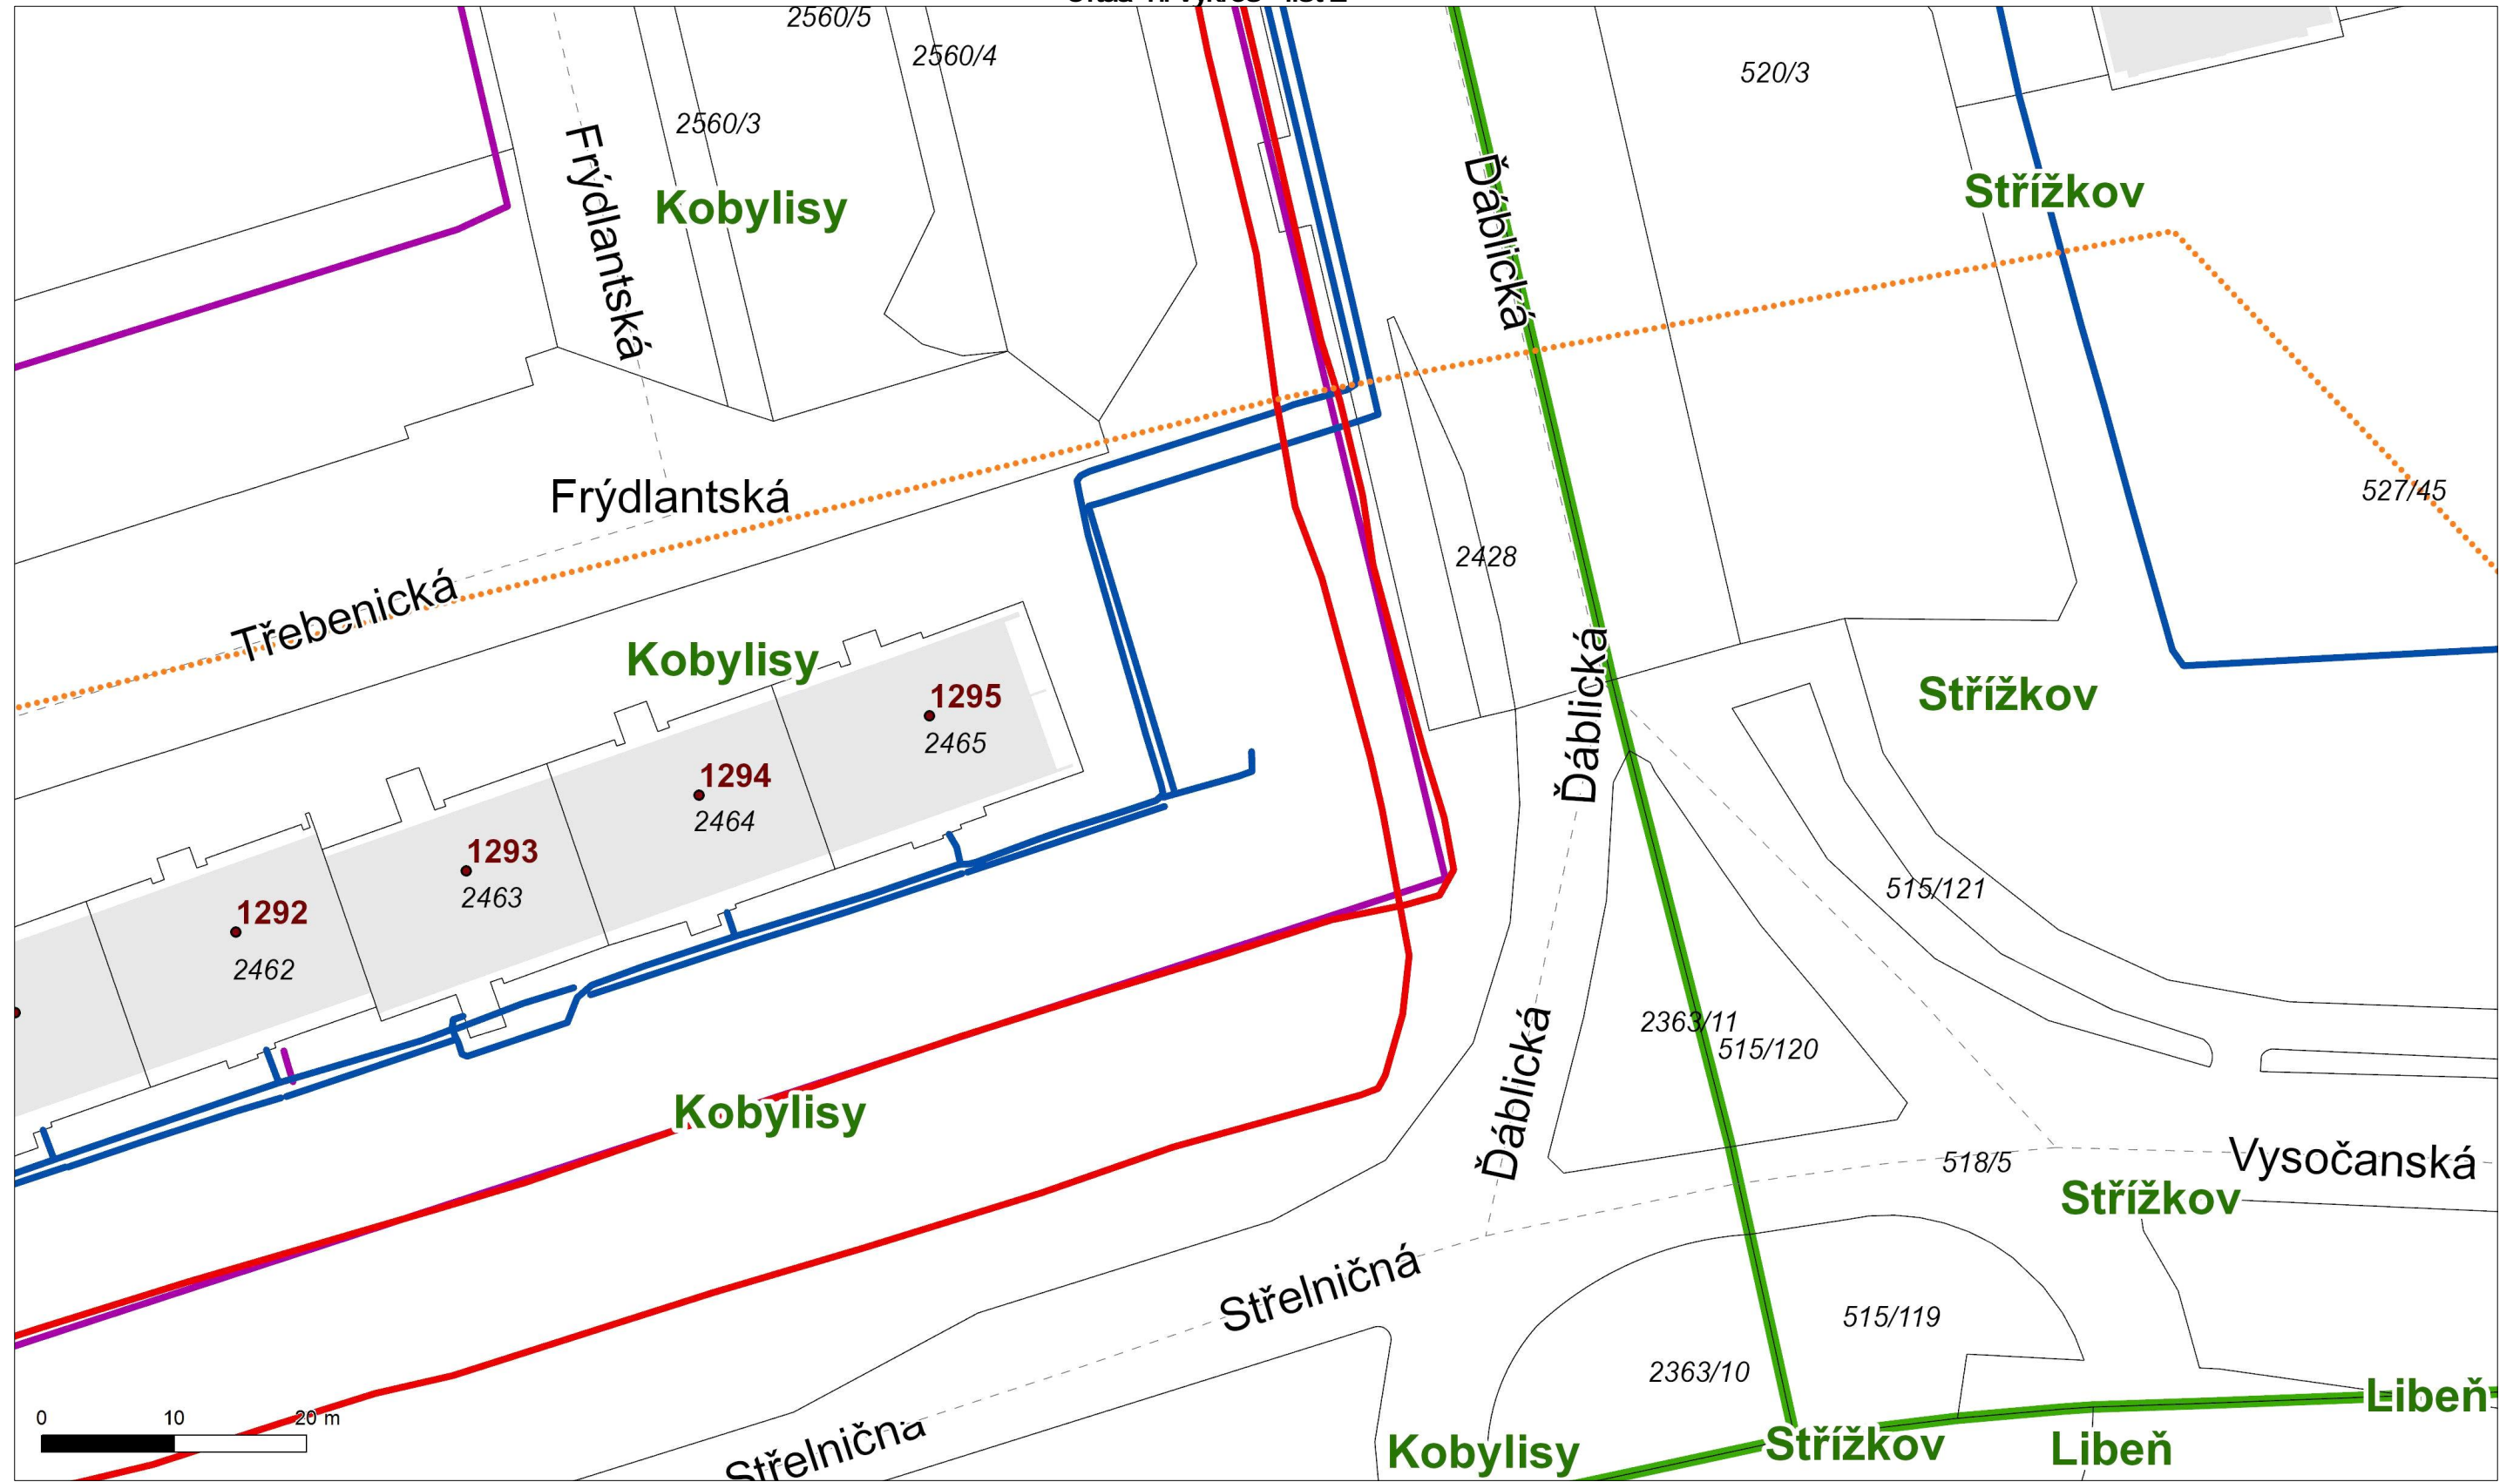 2560/5
2560/4
520/3
2560/3
Frýdlantská
Kobylisy
Ďáblická
Střížkov
Frýdlantská
527/45
2428
Třebenická
Kobylisy
Ďáblická
Střížkov
1295
2465
1294
2464
1293
2463
515/121
1292
2462
2363/11
515/120
Ďáblická
Kobylisy
518/5
Vysočanská
Střížkov
Střelničná
515/119
2363/10
Libeň
0 10 20 m
Střelničná
Kobylisy
Střížkov
Libeň